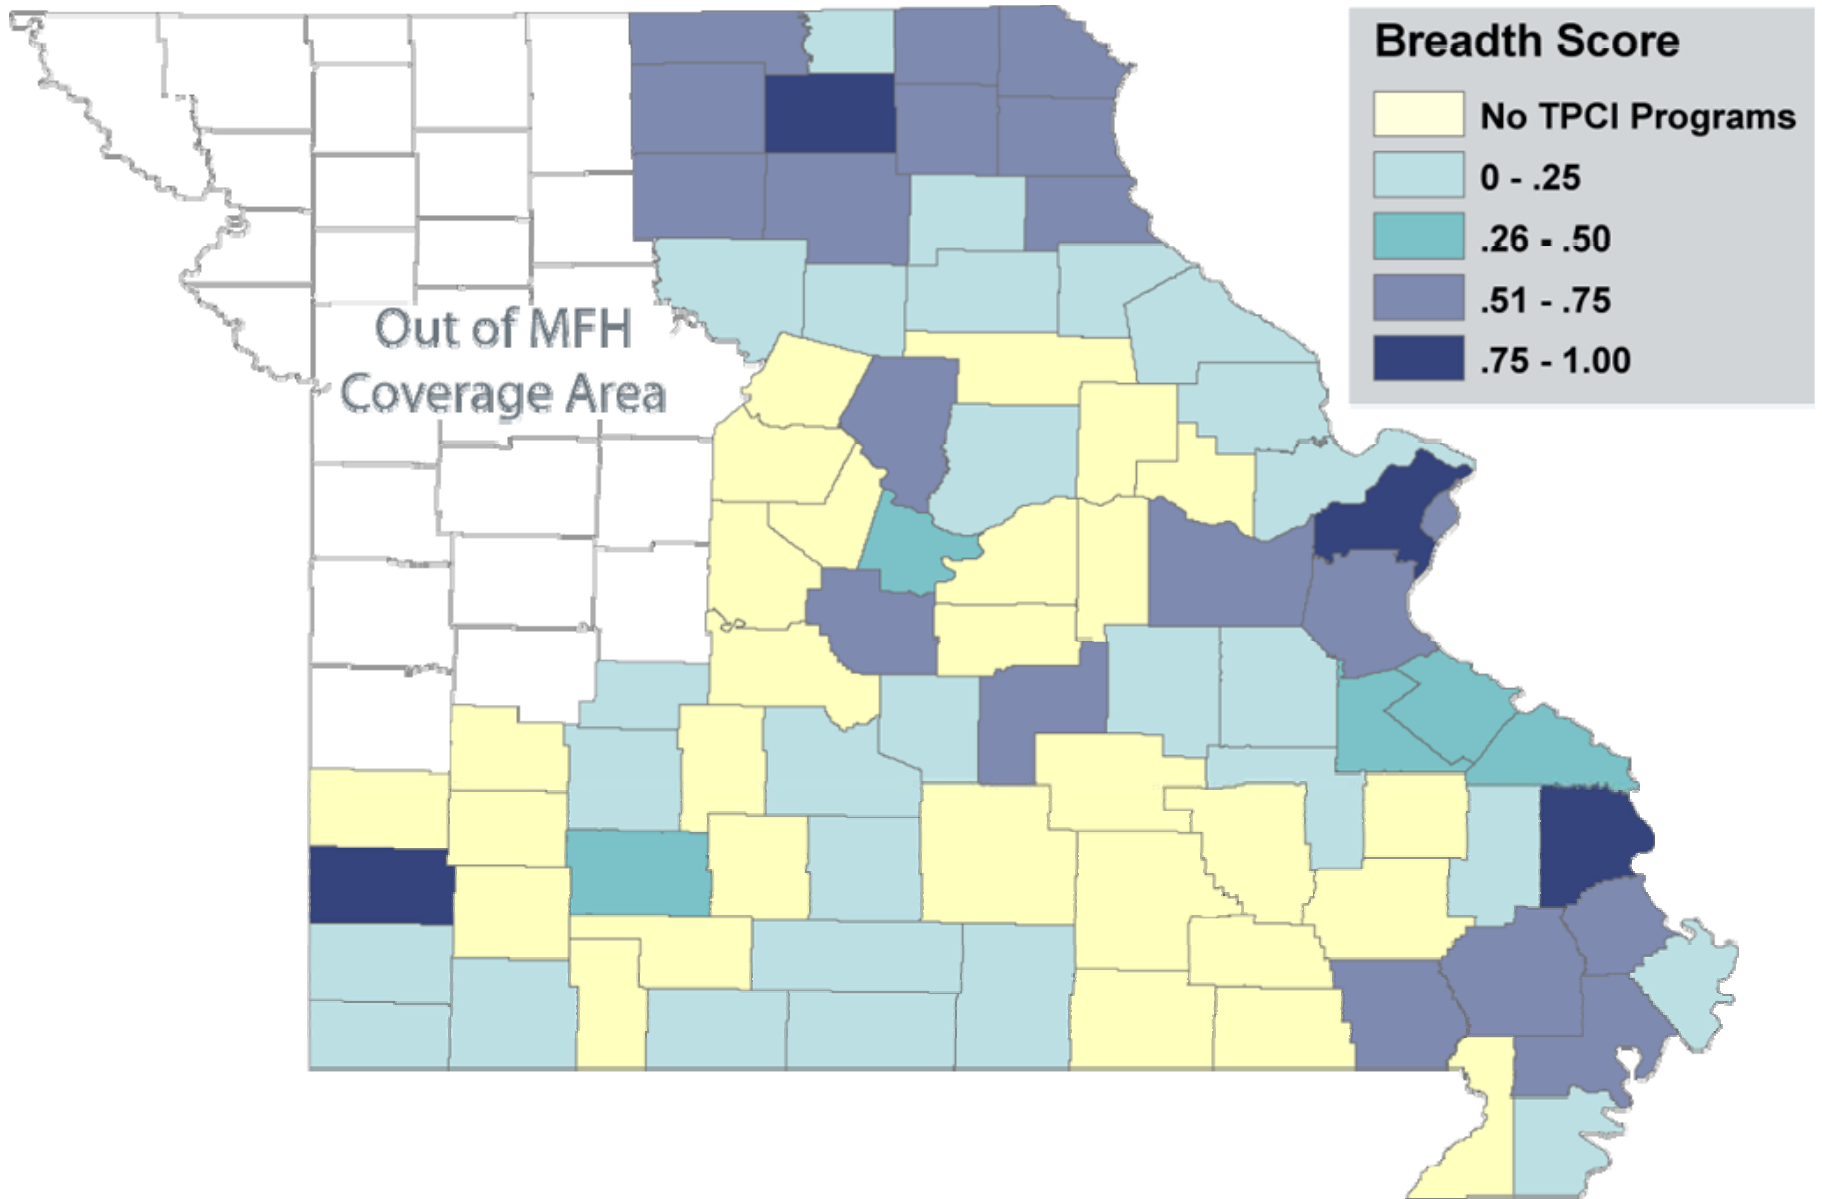 Breadth Score
No TPCI Programs
0 - .25
.26 - .50
.51 - .75
.75 - 1.00
Out of MFH
Coverage Area